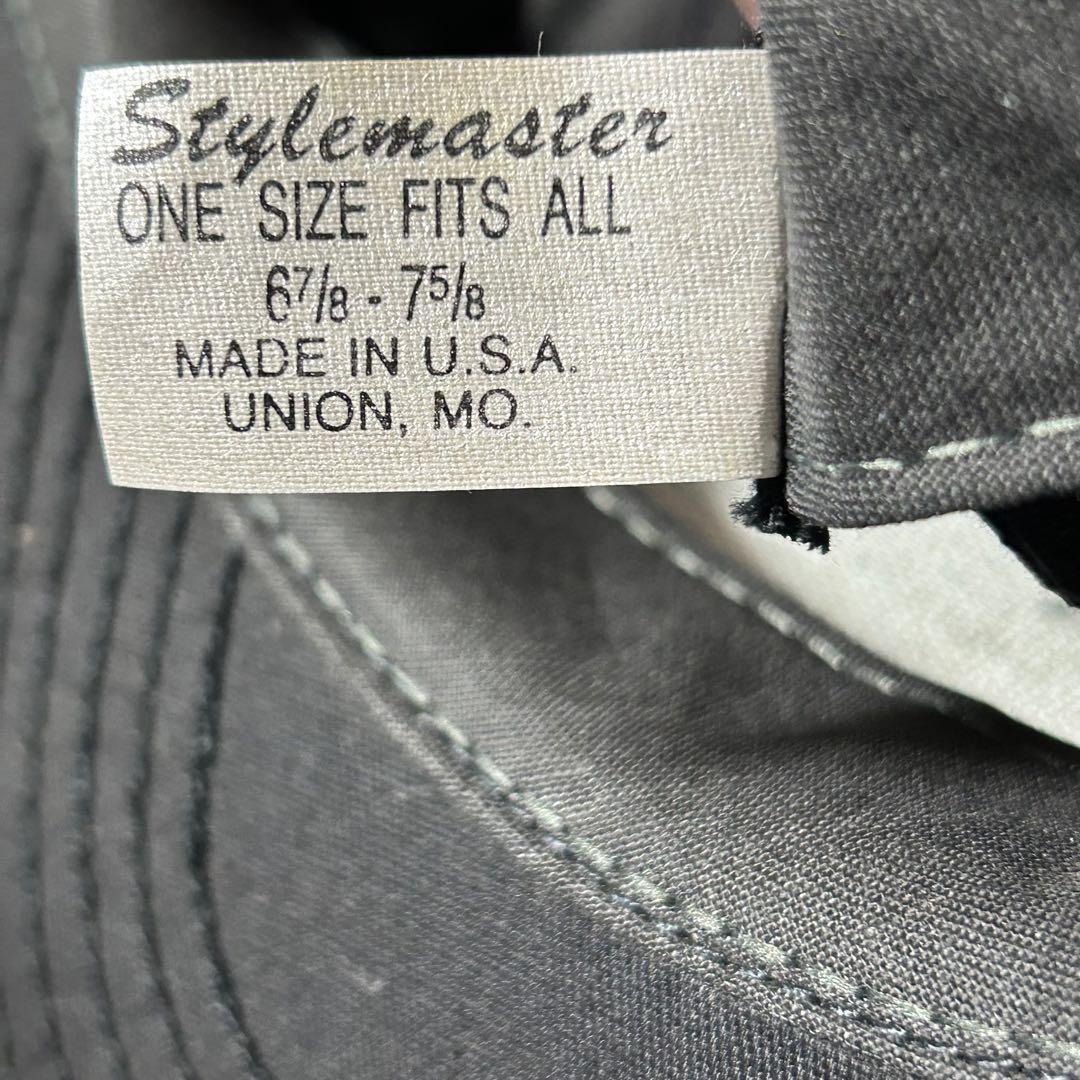 Stylemaster
ONE SIZE FITS ALL
6⅞ - 7⅝
MADE IN U.S.A.
UNION, MO.